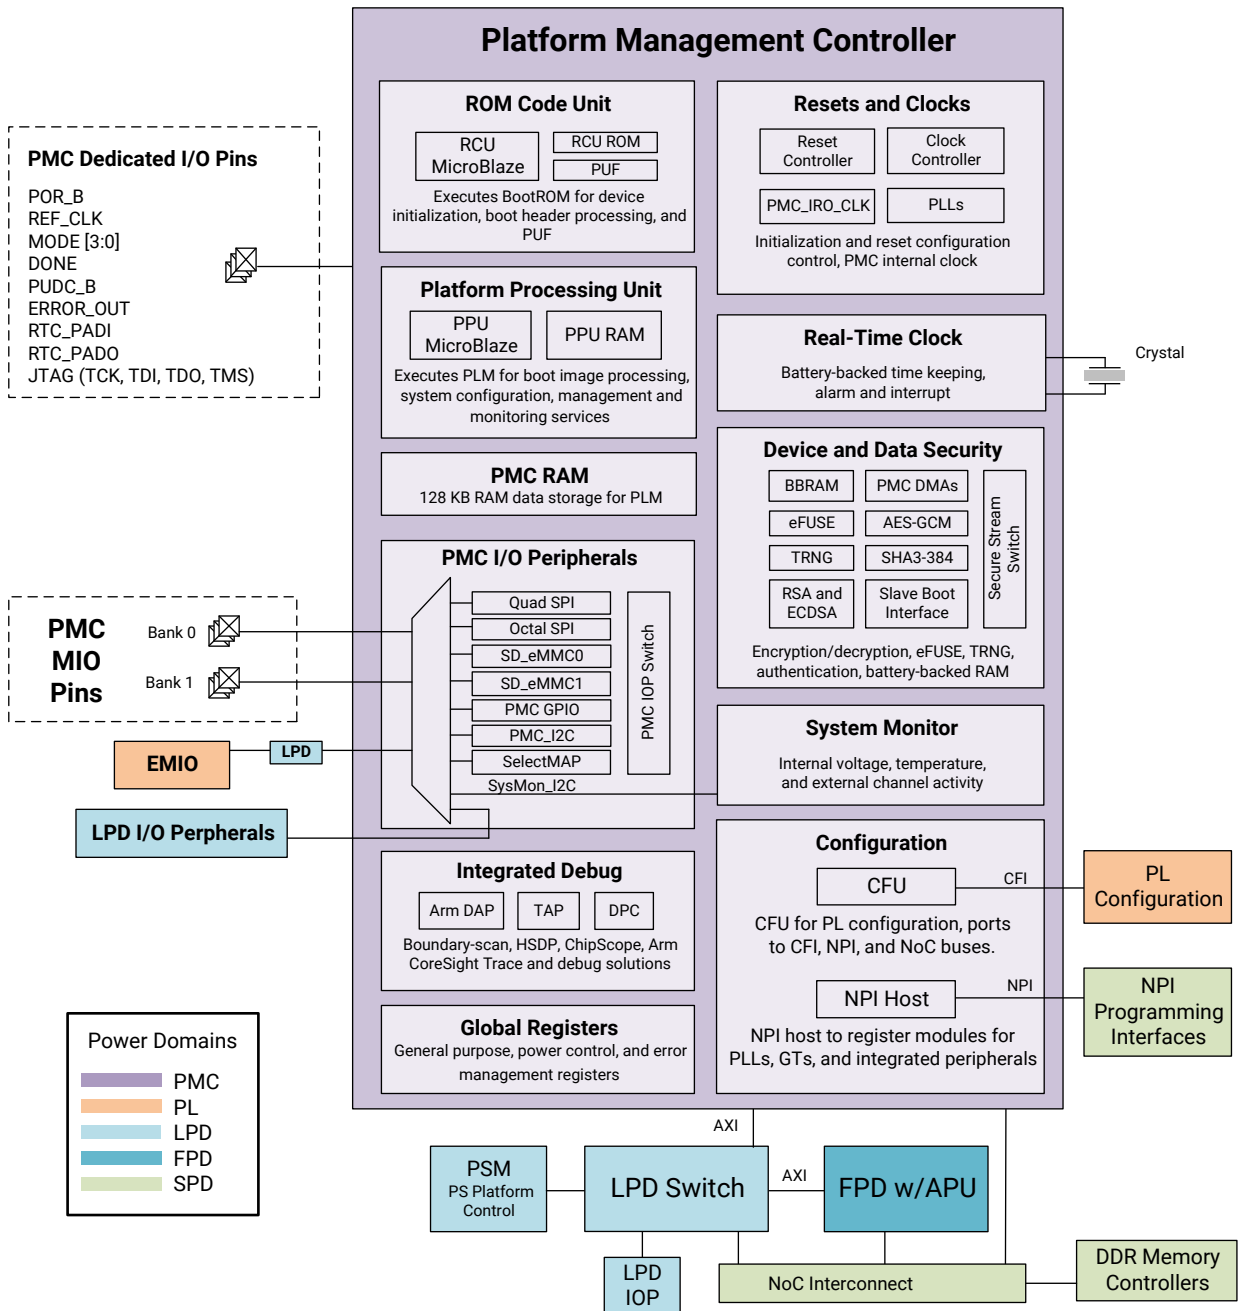 Platform Management Controller
PMC Dedicated I/O Pins
POR_B
REF_CLK
MODE [3:0]
DONE
PUDC_B
ERROR_OUT
RTC_PADI
RTC_PADO
JTAG (TCK, TDI, TDO, TMS)
ROM Code Unit
RCU
MicroBlaze
RCU ROM
PUF
Executes BootROM for device
initialization, boot header processing, and
PUF
Platform Processing Unit
PPU
MicroBlaze
PPU RAM
Executes PLM for boot image processing,
system configuration, management and
monitoring services
PMC RAM
128 KB RAM data storage for PLM
PMC I/O Peripherals
Quad SPI
Octal SPI
SD_eMMC0
SD_eMMC1
PMC GPIO
PMC_I2C
SelectMAP
SysMon_I2C
PMC IOP Switch
PMC
MIO
Pins
Bank 0
Bank 1
EMIO
LPD
LPD I/O Perpherals
Integrated Debug
Arm DAP
TAP
DPC
Boundary-scan, HSDP, ChipScope, Arm
CoreSight Trace and debug solutions
Global Registers
General purpose, power control, and error
management registers
Resets and Clocks
Reset
Controller
Clock
Controller
PMC_IRO_CLK
PLLs
Initialization and reset configuration
control, PMC internal clock
Real-Time Clock
Battery-backed time keeping,
alarm and interrupt
Crystal
Device and Data Security
BBRAM
PMC DMAs
eFUSE
AES-GCM
TRNG
SHA3-384
RSA and
ECDSA
Slave Boot
Interface
Secure Stream
Switch
Encryption/decryption, eFUSE, TRNG,
authentication, battery-backed RAM
System Monitor
Internal voltage, temperature,
and external channel activity
Configuration
CFU
CFI
PL
Configuration
CFU for PL configuration, ports
to CFI, NPI, and NoC buses.
NPI Host
NPI
NPI
Programming
Interfaces
NPI host to register modules for
PLLs, GTs, and integrated peripherals
Power Domains
PMC
PL
LPD
FPD
SPD
AXI
PSM
PS Platform
Control
LPD Switch
AXI
FPD w/APU
LPD
IOP
NoC Interconnect
DDR Memory
Controllers